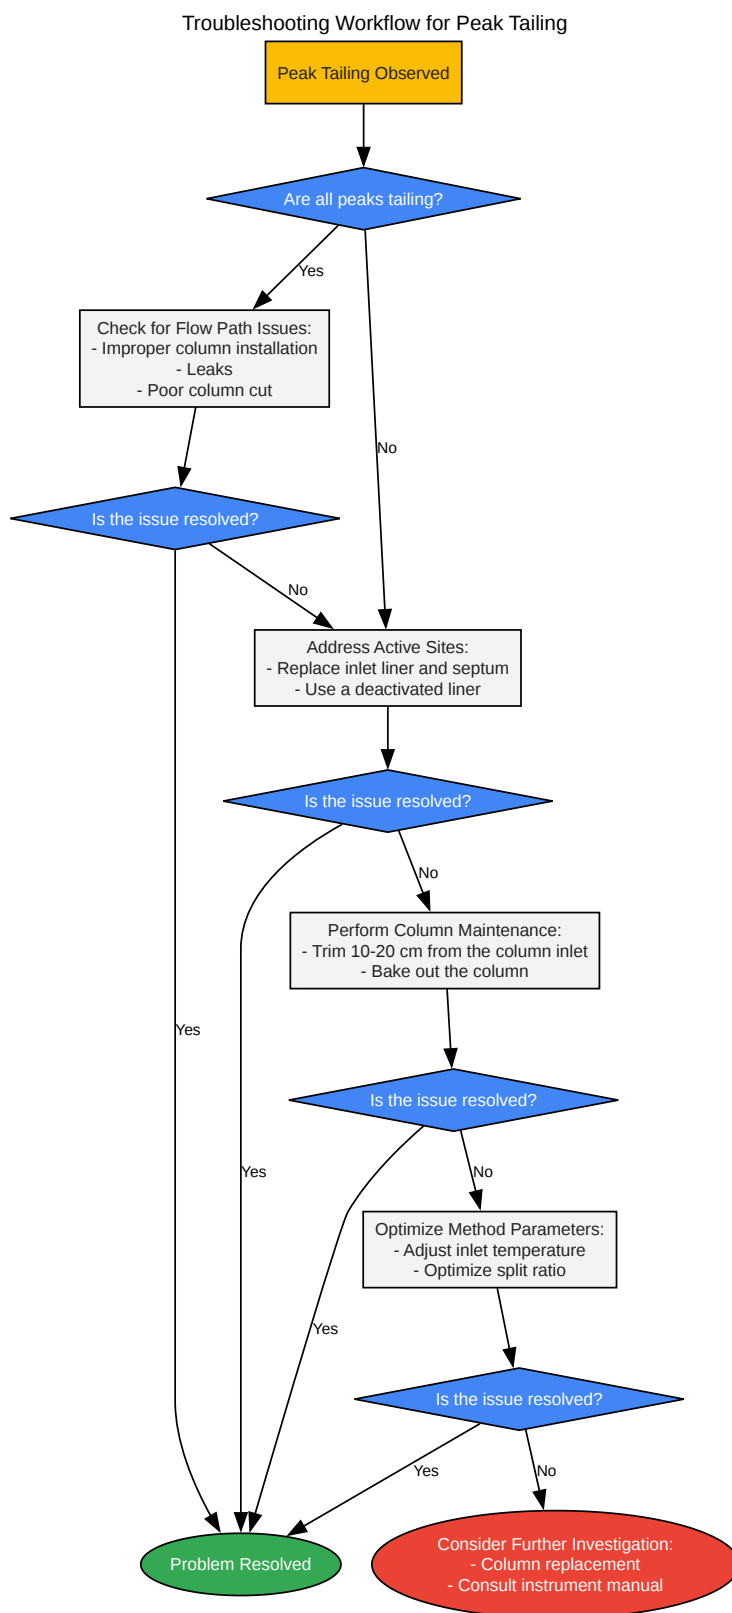 Troubleshooting Workflow for Peak Tailing
Peak Tailing Observed
Are all peaks tailing?
Yes
Check for Flow Path Issues:
- Improper column installation
- Leaks
- Poor column cut
No
Is the issue resolved?
No
Address Active Sites:
- Replace inlet liner and septum
- Use a deactivated liner
Is the issue resolved?
No
Perform Column Maintenance:
- Trim 10-20 cm from the column inlet
- Bake out the column
Yes
Is the issue resolved?
Yes
No
Optimize Method Parameters:
- Adjust inlet temperature
- Optimize split ratio
Yes
Is the issue resolved?
Yes
No
Problem Resolved
Consider Further Investigation:
- Column replacement
- Consult instrument manual